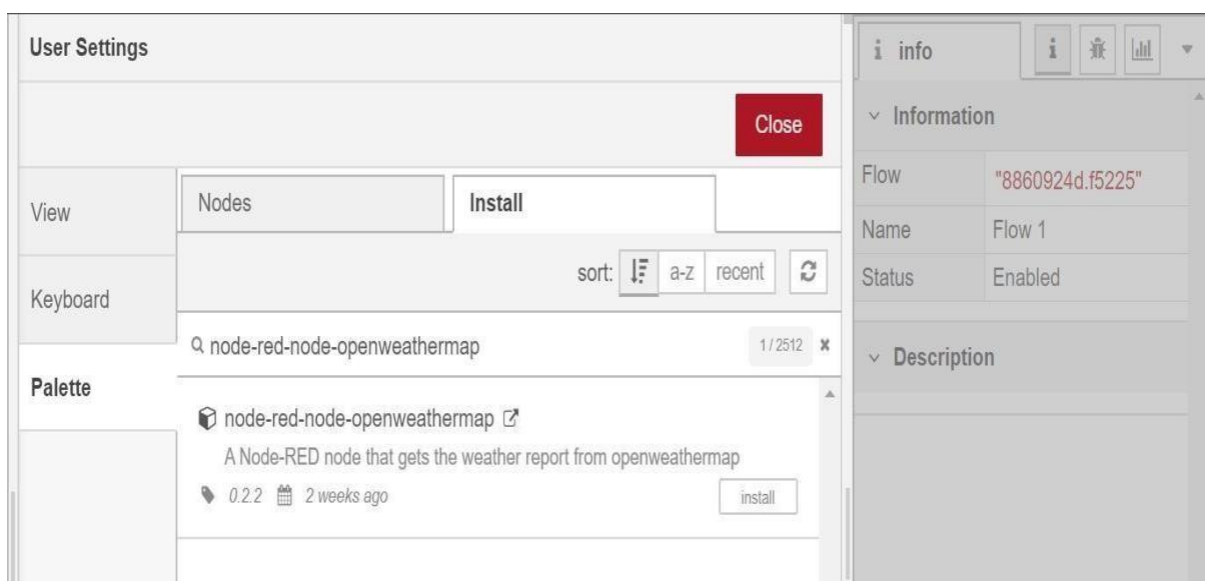 User Settings
Close
View
Keyboard
Palette
Nodes
Install
sort: a-z recent
node-red-node-openweathermap 1 / 2512 ×
node-red-node-openweathermap
A Node-RED node that gets the weather report from openweathermap
0.2.2 2 weeks ago install
i info
Information
Flow "8860924d.f5225"
Name Flow 1
Status Enabled
Description